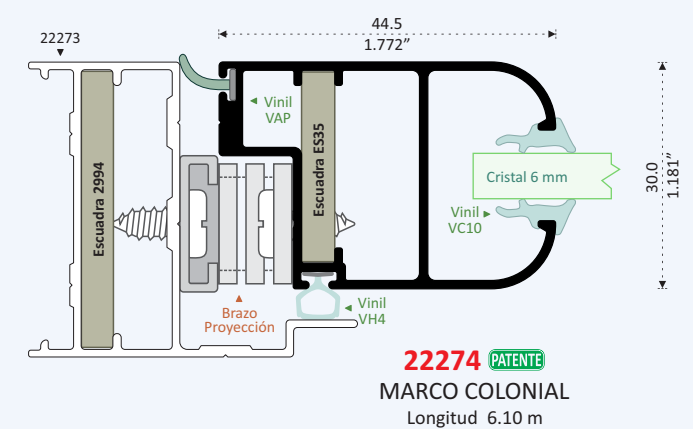 44.5
1.772”
22273
Vinil
VAP
Escuadra 2994
Escuadra ES35
Cristal 6 mm
30.0
1.181”
Vinil
VC10
Brazo
Proyección
Vinil
VH4
22274 PATENTE
MARCO COLONIAL
Longitud 6.10 m